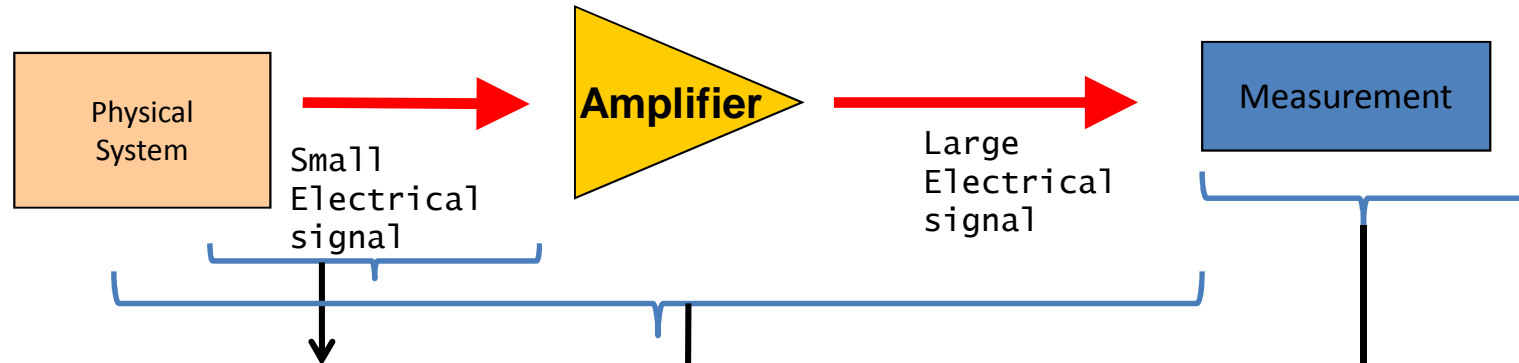 Physical
System
Small
Electrical
signal
Amplifier
Large
Electrical
signal
Measurement